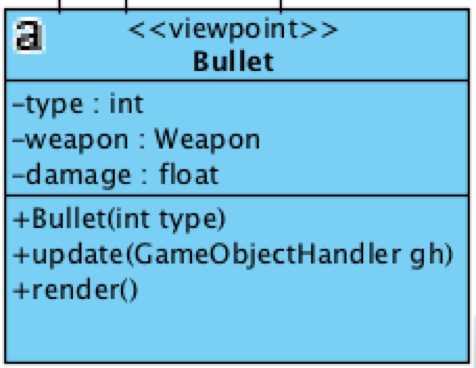 a
<<viewpoint>>
Bullet
-type : int
-weapon : Weapon
-damage : float
+Bullet(int type)
+update(GameObjectHandler gh)
+render()